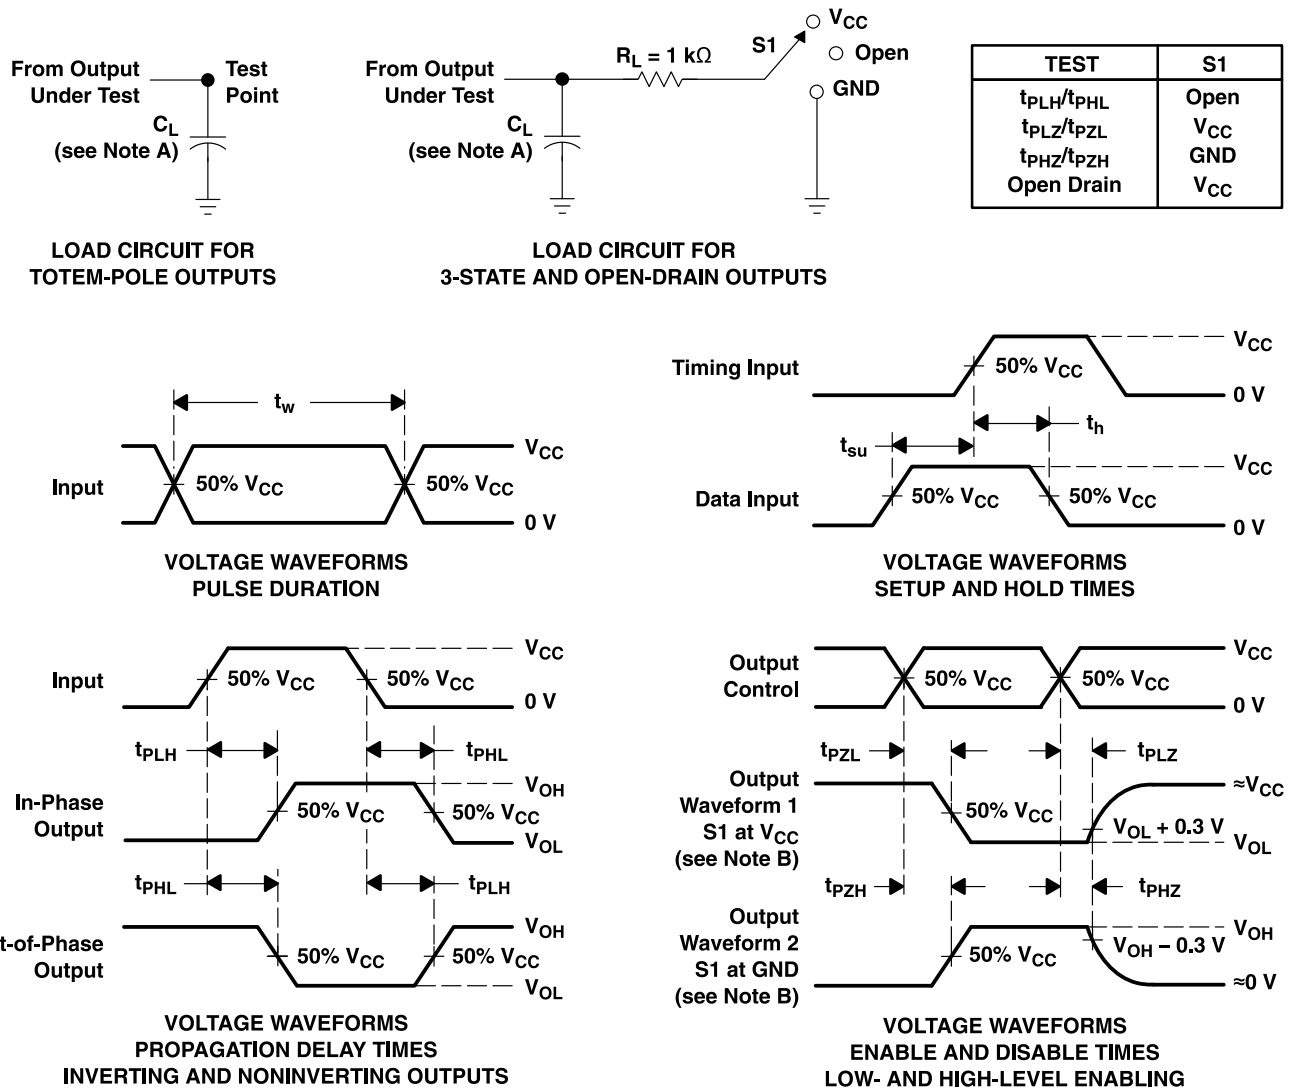 From Output
Under Test
Test
Point
CL
(see Note A)
LOAD CIRCUIT FOR
TOTEM-POLE OUTPUTS
From Output
Under Test
RL = 1 kΩ
S1
VCC
Open
GND
CL
(see Note A)
LOAD CIRCUIT FOR
3-STATE AND OPEN-DRAIN OUTPUTS
TEST S1
tPLH/tPHL Open
tPLZ/tPZL VCC
tPHZ/tPZH GND
Open Drain VCC
tw
Input
50% VCC
50% VCC
VCC
0 V
VOLTAGE WAVEFORMS
PULSE DURATION
Timing Input
50% VCC
VCC
0 V
tsu
th
Data Input
50% VCC
50% VCC
VCC
0 V
VOLTAGE WAVEFORMS
SETUP AND HOLD TIMES
Input
50% VCC
50% VCC
VCC
0 V
tPLH
tPHL
In-Phase
Output
50% VCC
50% VCC
VOH
VOL
tPHL
tPLH
t-of-Phase
Output
50% VCC
50% VCC
VOH
VOL
VOLTAGE WAVEFORMS
PROPAGATION DELAY TIMES
INVERTING AND NONINVERTING OUTPUTS
Output
Control
50% VCC
50% VCC
VCC
0 V
tPZL
tPLZ
Output
Waveform 1
S1 at VCC
(see Note B)
50% VCC
≈VCC
VOL + 0.3 V
VOL
tPZH
tPHZ
Output
Waveform 2
S1 at GND
(see Note B)
50% VCC
VOH
VOH − 0.3 V
≈0 V
VOLTAGE WAVEFORMS
ENABLE AND DISABLE TIMES
LOW- AND HIGH-LEVEL ENABLING